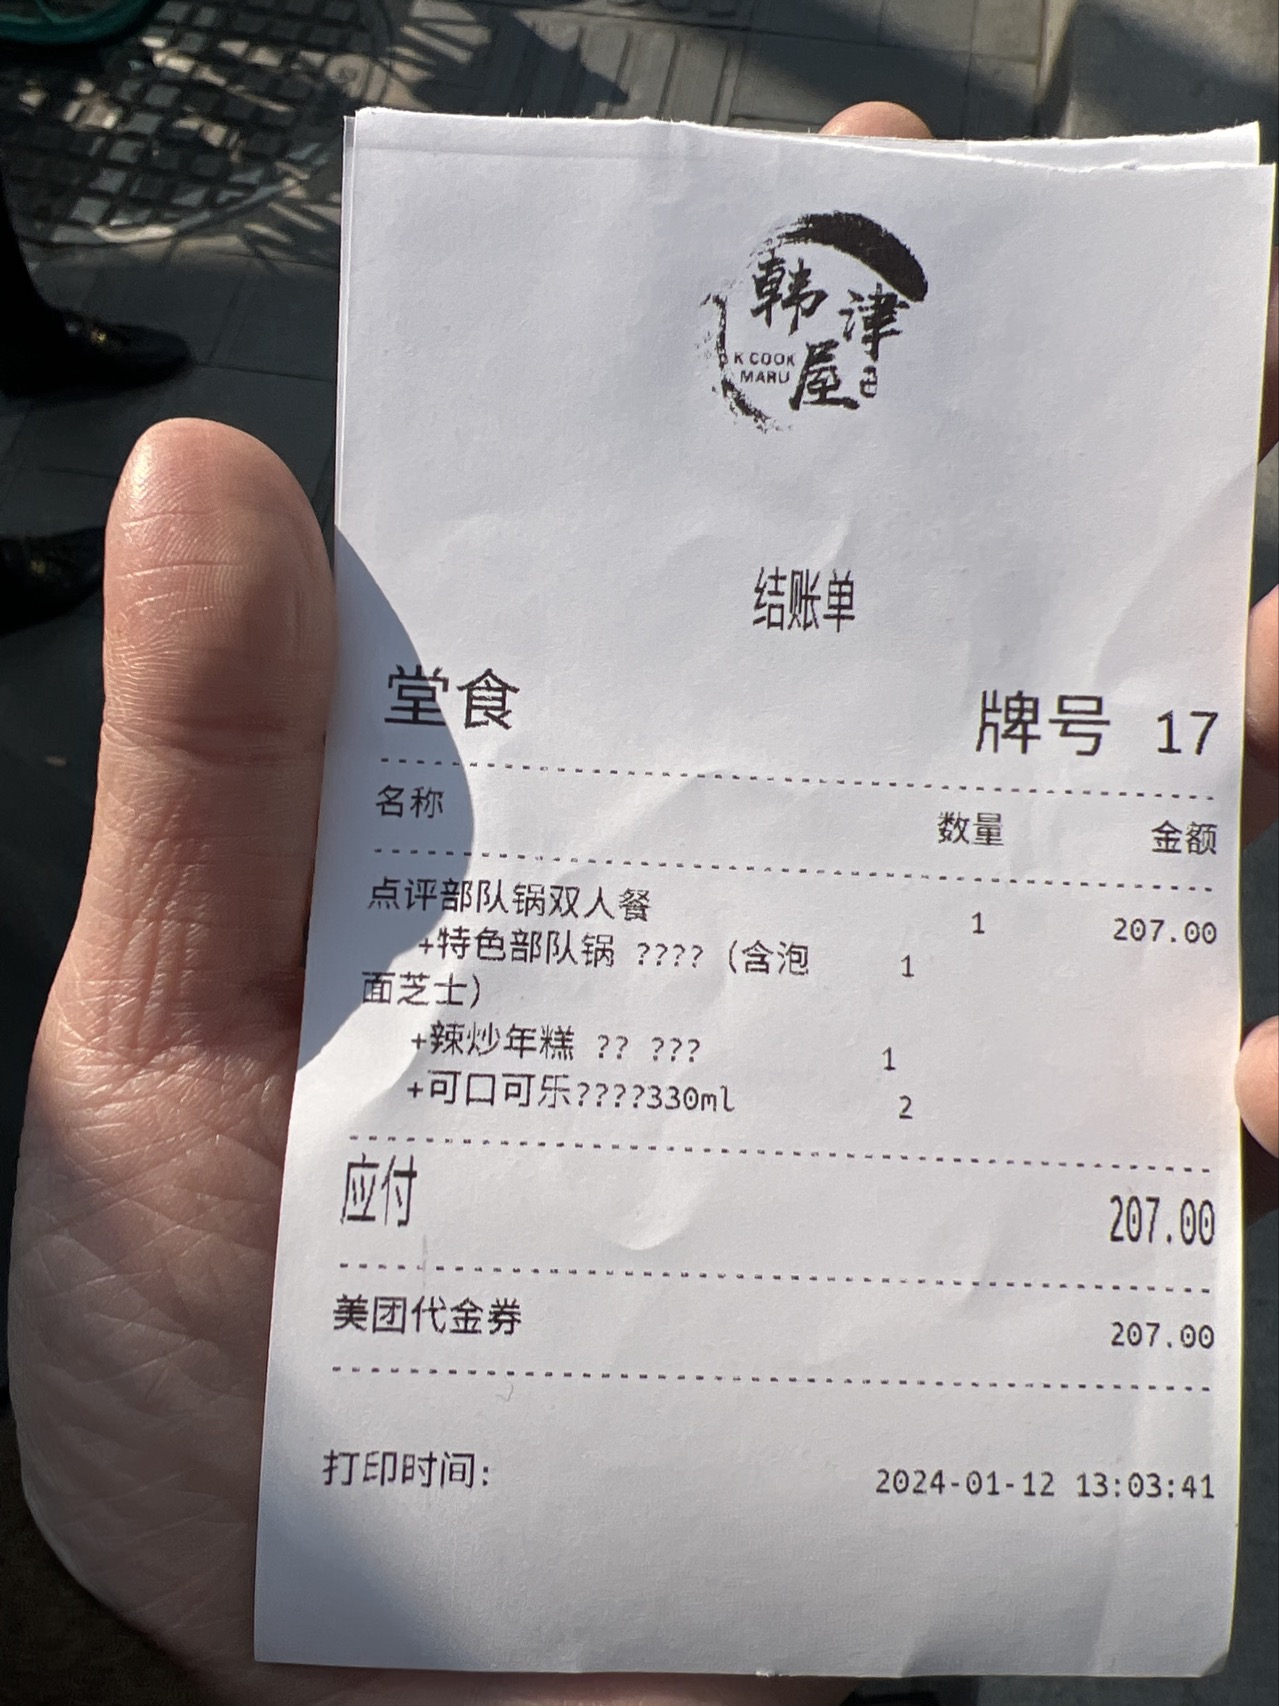 韩津屋
K COOK
MARU
结账单
堂食 牌号 17
名称 数量 金额
点评部队锅双人餐 1 207.00
+特色部队锅 ????（含泡 1
面芝士）
+辣炒年糕 ?? ??? 1
+可口可乐????330ml 2
应付 207.00
美团代金券 207.00
打印时间: 2024-01-12 13:03:41